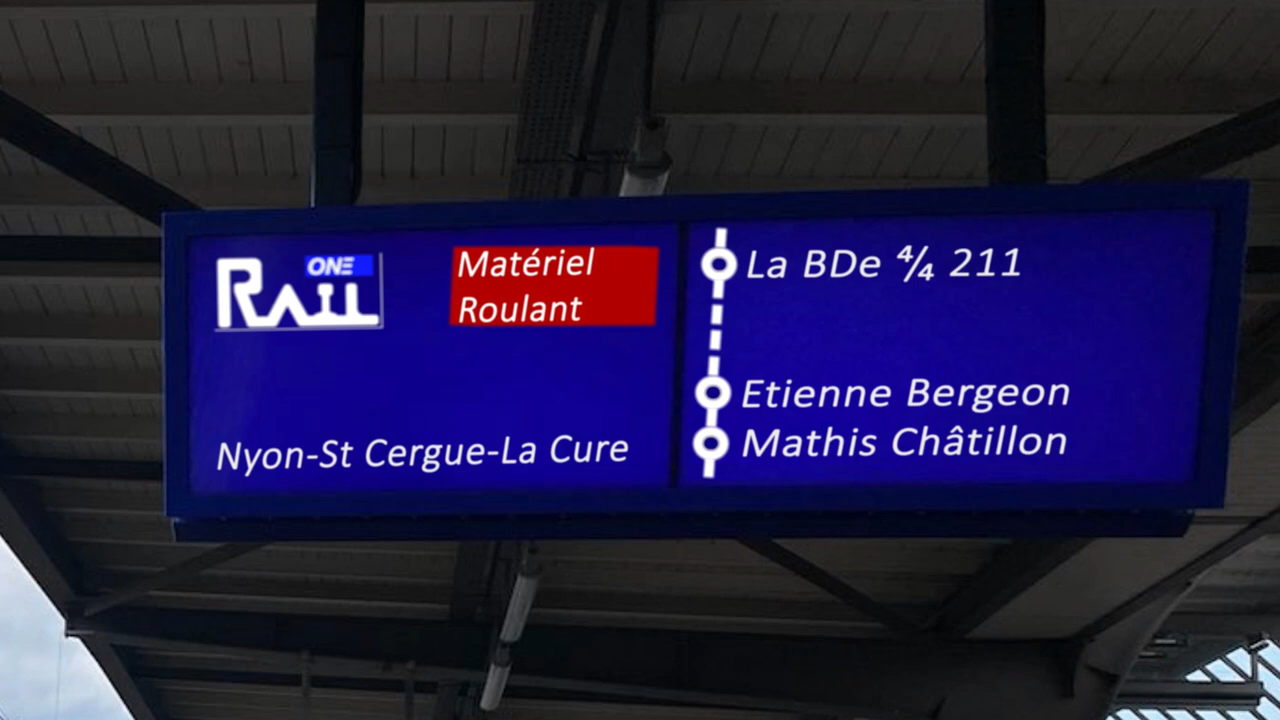 ONE
RAIL
Matériel
Roulant
Nyon-St Cergue-La Cure
La BDe ⁴⁄₄ 211
Etienne Bergeon
Mathis Châtillon